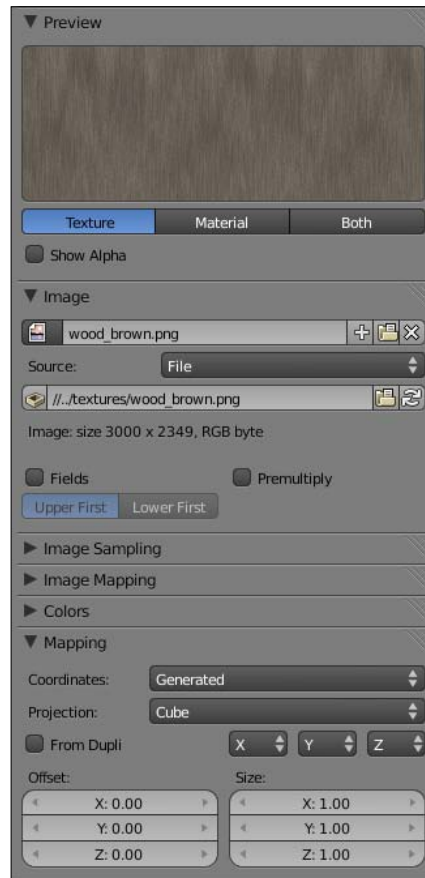 Preview
Texture Material Both
Show Alpha
Image
wood_brown.png
Source: File
//../textures/wood_brown.png
Image: size 3000 x 2349, RGB byte
Fields Premultiply
Upper First Lower First
Image Sampling
Image Mapping
Colors
Mapping
Coordinates: Generated
Projection: Cube
From Dupli X Y Z
Offset: Size:
X: 0.00 X: 1.00
Y: 0.00 Y: 1.00
Z: 0.00 Z: 1.00